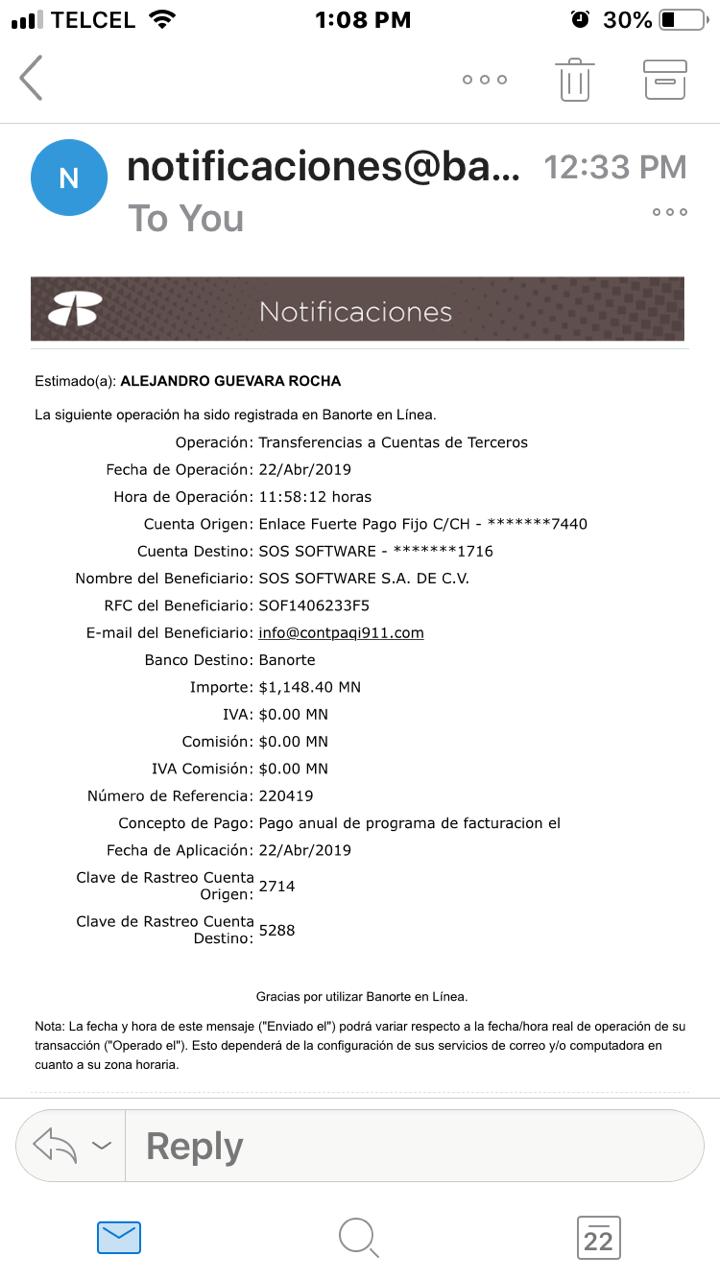 TELCEL 1:08 PM 30%
N
notificaciones@ba... 12:33 PM
To You
Notificaciones
Estimado(a): ALEJANDRO GUEVARA ROCHA
La siguiente operación ha sido registrada en Banorte en Línea.
Operación: Transferencias a Cuentas de Terceros
Fecha de Operación: 22/Abr/2019
Hora de Operación: 11:58:12 horas
Cuenta Origen: Enlace Fuerte Pago Fijo C/CH - *******7440
Cuenta Destino: SOS SOFTWARE - *******1716
Nombre del Beneficiario: SOS SOFTWARE S.A. DE C.V.
RFC del Beneficiario: SOF1406233F5
E-mail del Beneficiario: info@contpaqi911.com
Banco Destino: Banorte
Importe: $1,148.40 MN
IVA: $0.00 MN
Comisión: $0.00 MN
IVA Comisión: $0.00 MN
Número de Referencia: 220419
Concepto de Pago: Pago anual de programa de facturacion el
Fecha de Aplicación: 22/Abr/2019
Clave de Rastreo Cuenta
Origen: 2714
Clave de Rastreo Cuenta
Destino: 5288
Gracias por utilizar Banorte en Línea.
Nota: La fecha y hora de este mensaje ("Enviado el") podrá variar respecto a la fecha/hora real de operación de su
transacción ("Operado el"). Esto dependerá de la configuración de sus servicios de correo y/o computadora en
cuanto a su zona horaria.
Reply
22